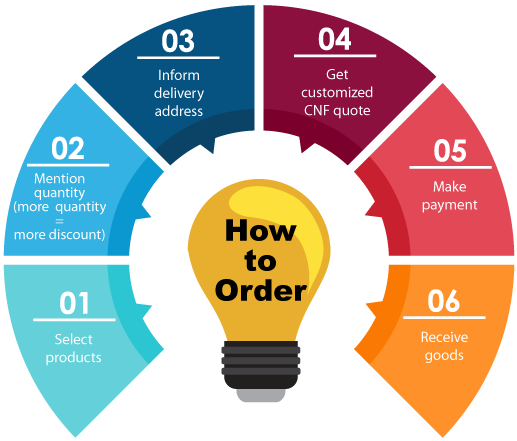 01
Select
products
02
Mention
quantity
(more quantity
=
more discount)
03
Inform
delivery
address
04
Get
customized
CNF quote
05
Make
payment
06
Receive
goods
How
to
Order